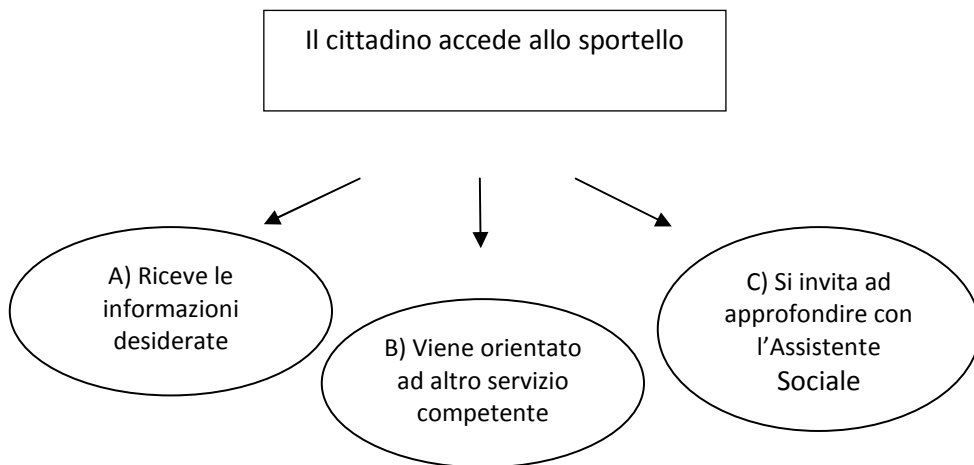 Il cittadino accede allo sportello
A) Riceve le
informazioni
desiderate
B) Viene orientato
ad altro servizio
competente
C) Si invita ad
approfondire con
l’Assistente
Sociale